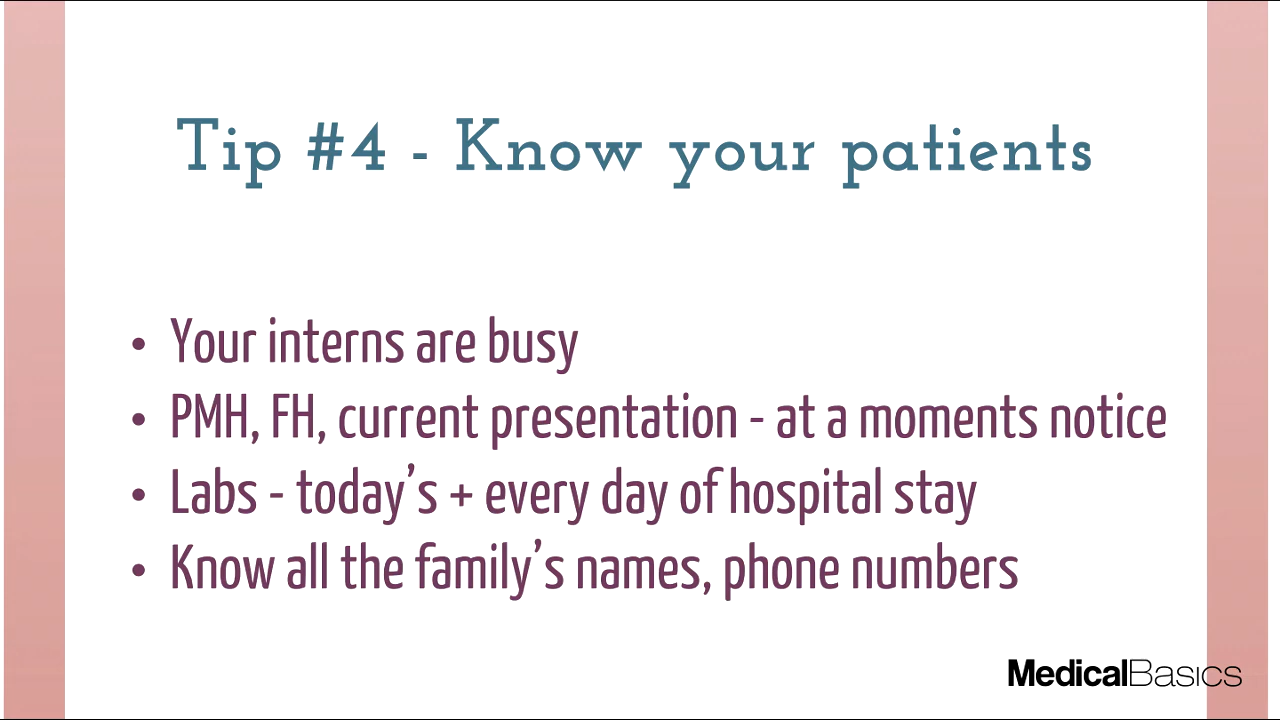 Tip #4 - Know your patients
• Your interns are busy
• PMH, FH, current presentation - at a moments notice
• Labs - today’s + every day of hospital stay
• Know all the family’s names, phone numbers
MedicalBasics